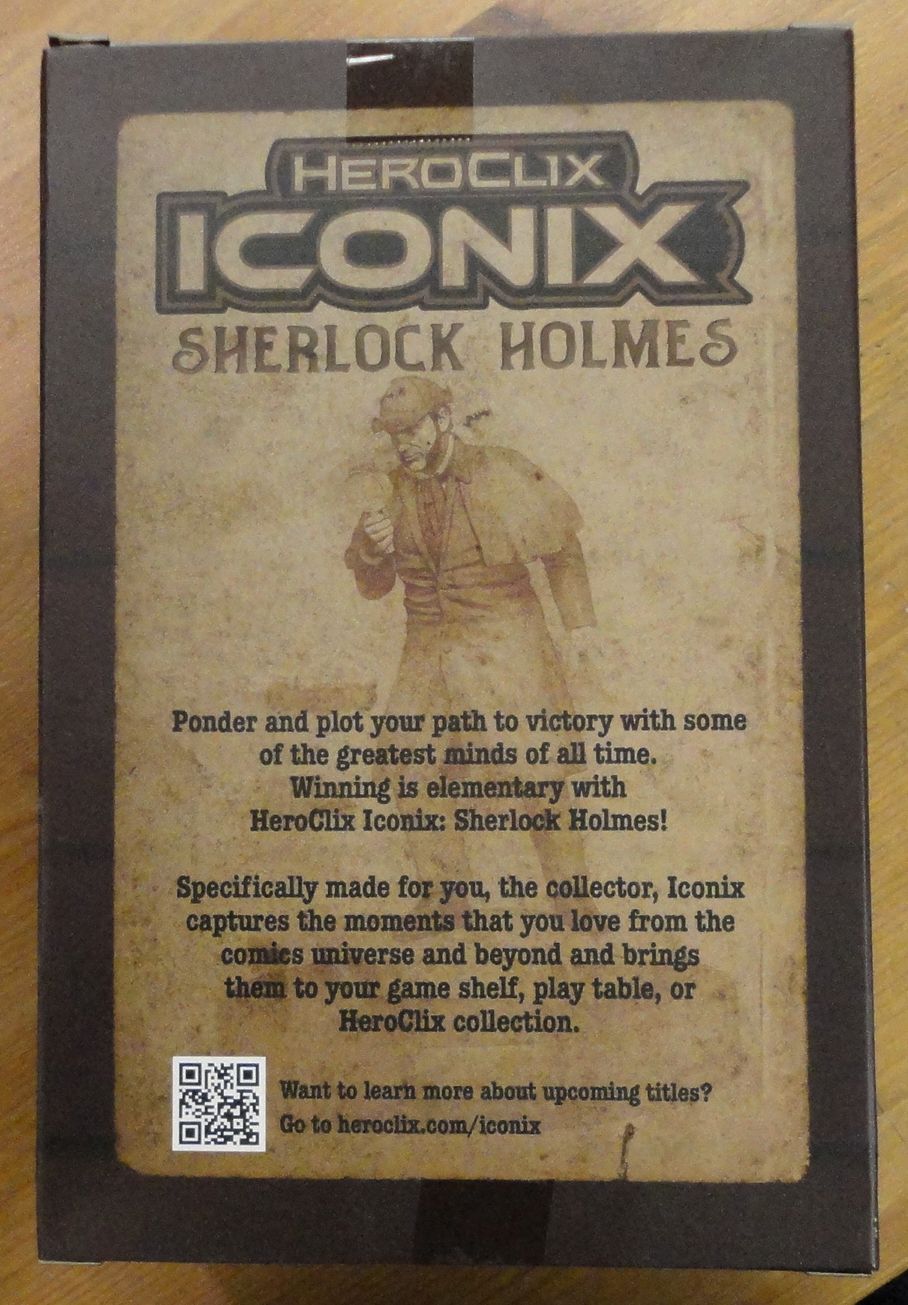 HEROCLIX
ICONIX
SHERLOCK HOLMES
Ponder and plot your path to victory with some
of the greatest minds of all time.
Winning is elementary with
HeroClix Iconix: Sherlock Holmes!
Specifically made for you, the collector, Iconix
captures the moments that you love from the
comics universe and beyond and brings
them to your game shelf, play table, or
HeroClix collection.
Want to learn more about upcoming titles?
Go to heroclix.com/iconix